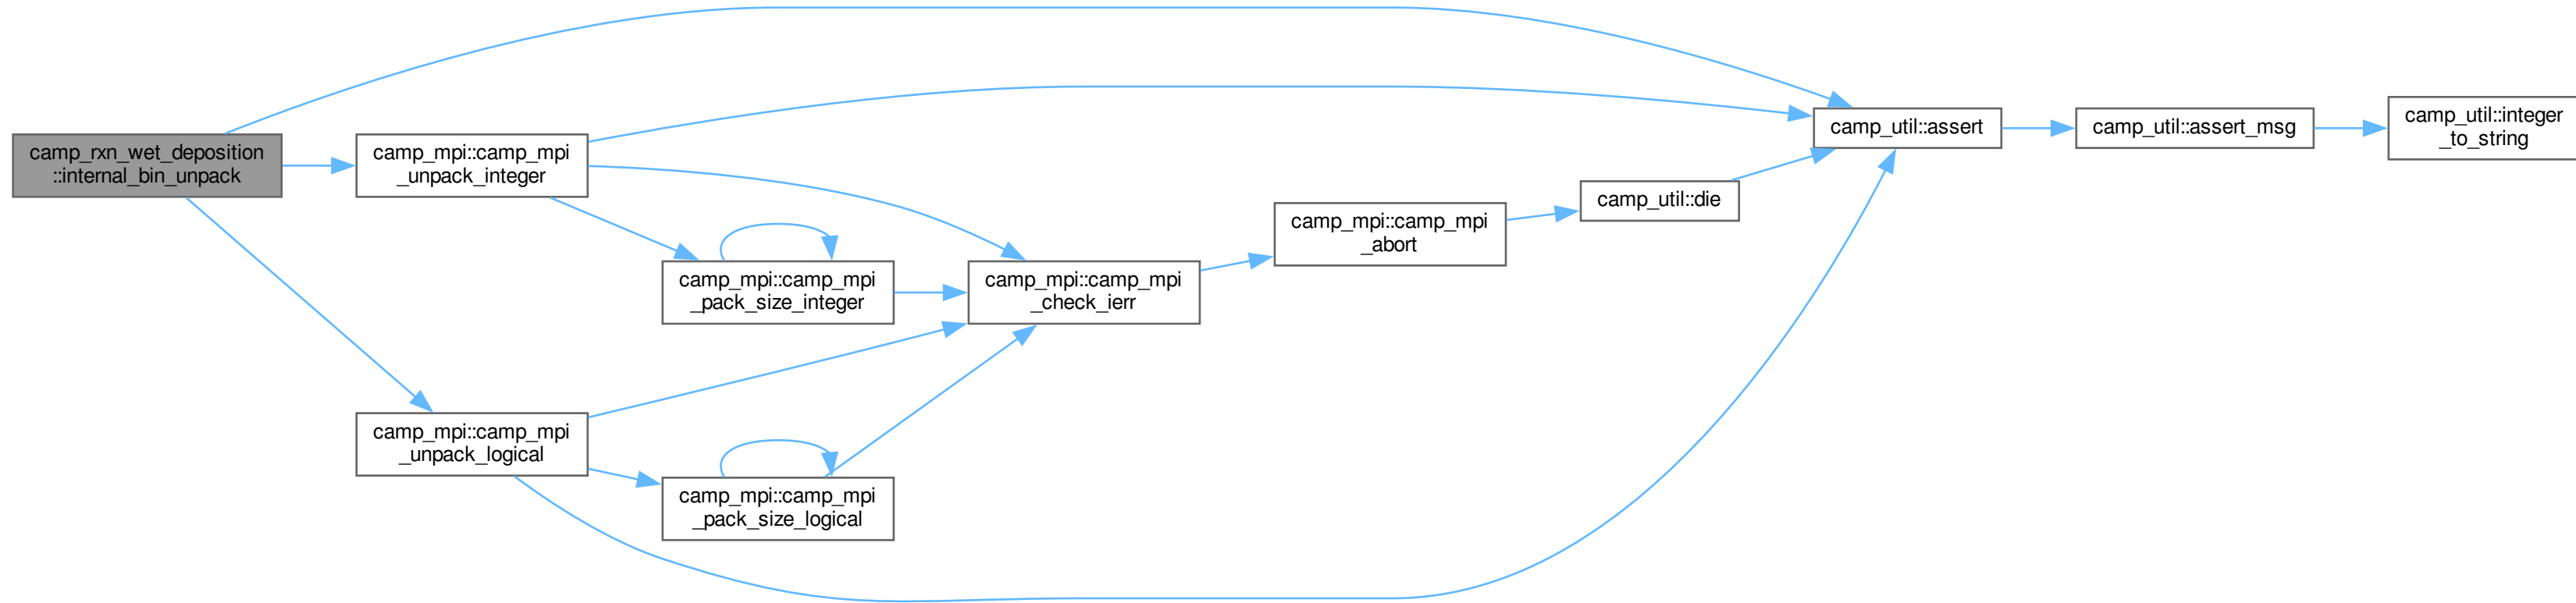 camp_rxn_wet_deposition
::internal_bin_unpack
camp_mpi::camp_mpi
_unpack_integer
camp_mpi::camp_mpi
_pack_size_integer
camp_mpi::camp_mpi
_check_ierr
camp_mpi::camp_mpi
_abort
camp_util::die
camp_util::assert
camp_util::assert_msg
camp_util::integer
_to_string
camp_mpi::camp_mpi
_unpack_logical
camp_mpi::camp_mpi
_pack_size_logical